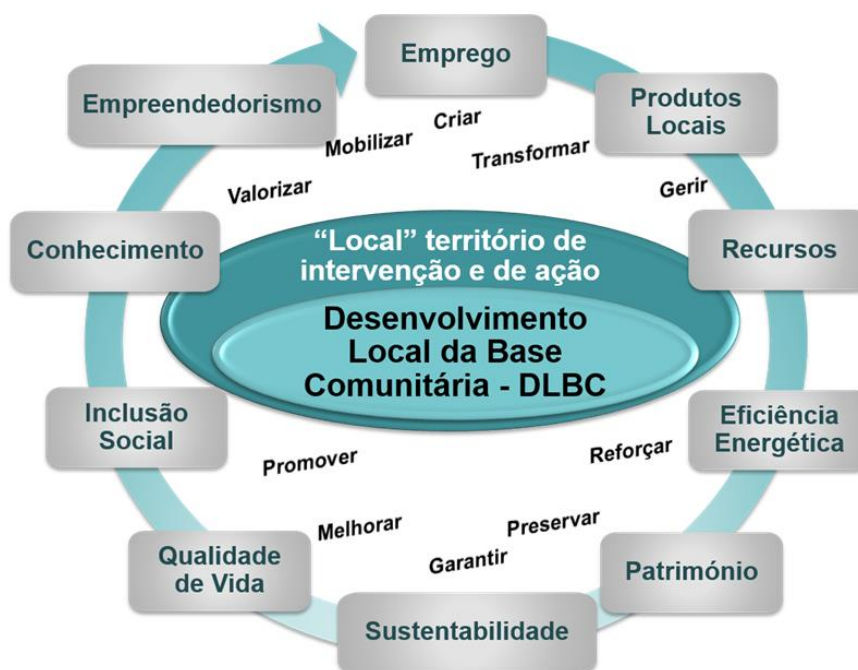 Emprego
Empreendedorismo
Produtos
Locais
Criar
Mobilizar
Transformar
Valorizar
Gerir
Conhecimento
Recursos
“Local” território de
intervenção e de ação
Desenvolvimento
Local da Base
Comunitária - DLBC
Inclusão
Social
Eficiência
Energética
Promover
Reforçar
Melhorar
Preservar
Garantir
Qualidade
de Vida
Património
Sustentabilidade